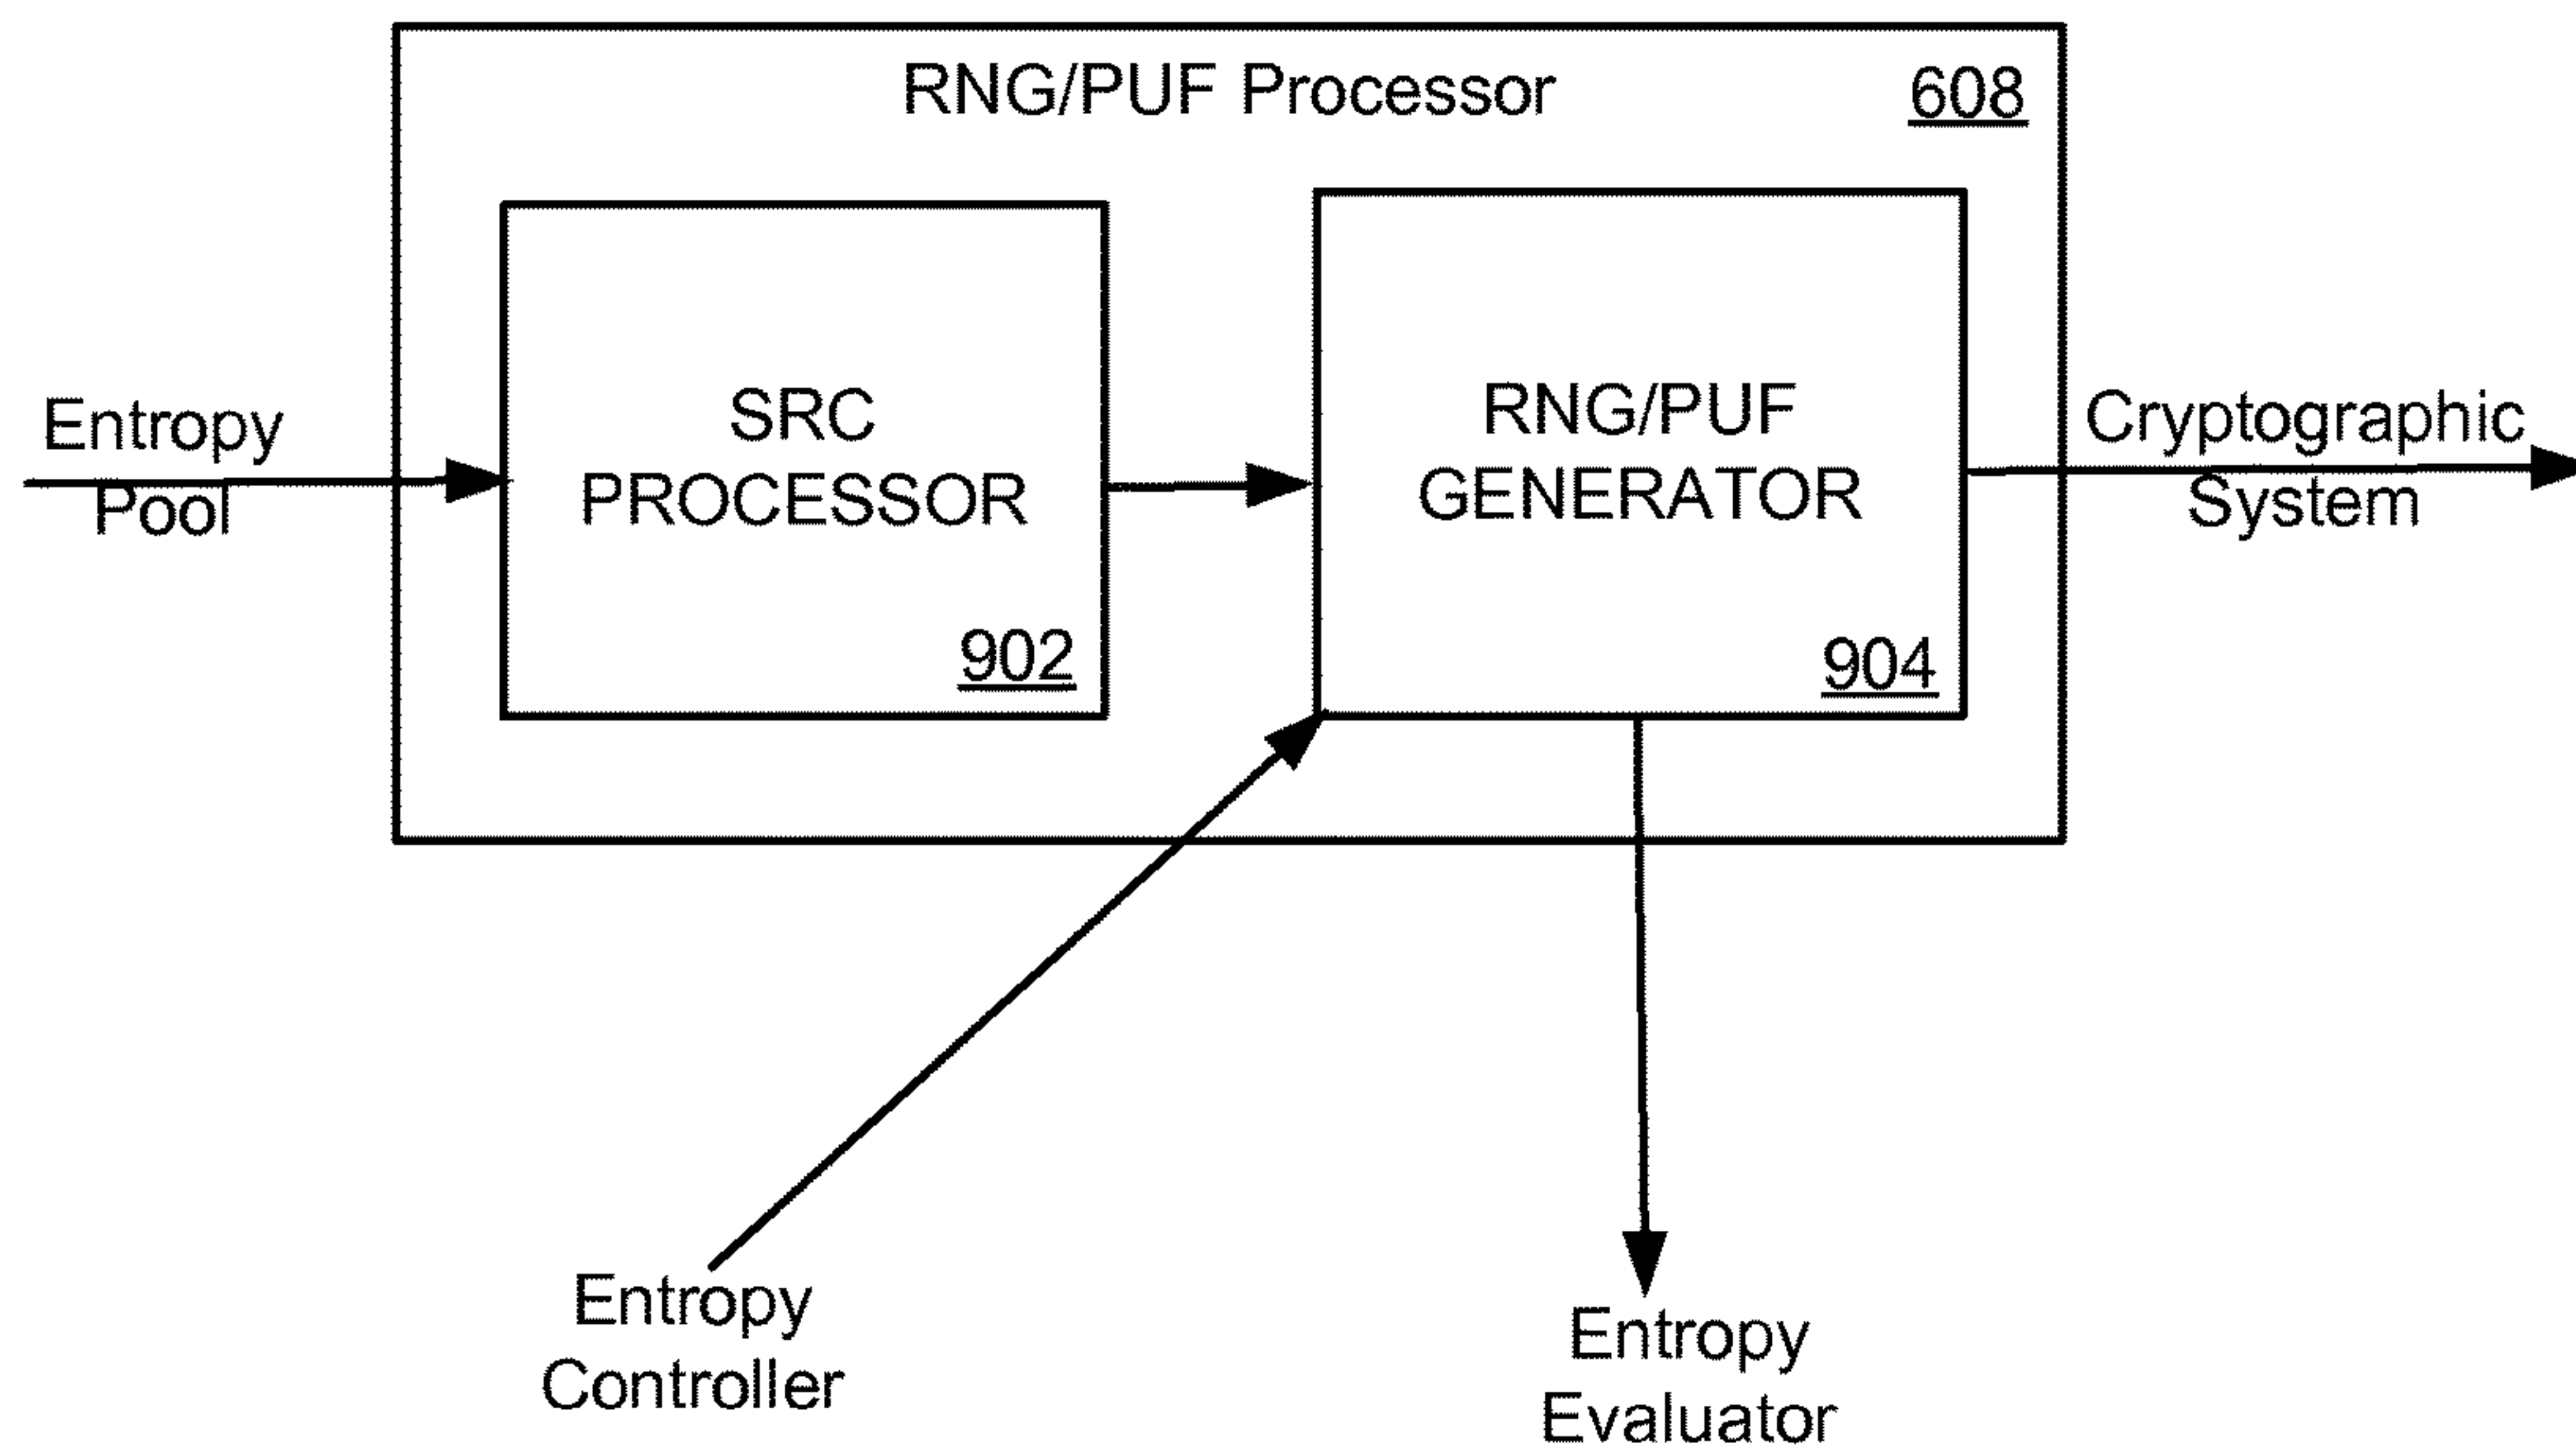 RNG/PUF Processor
608
Entropy
Pool
SRC
PROCESSOR
902
RNG/PUF
GENERATOR
904
Cryptographic
System
Entropy
Controller
Entropy
Evaluator